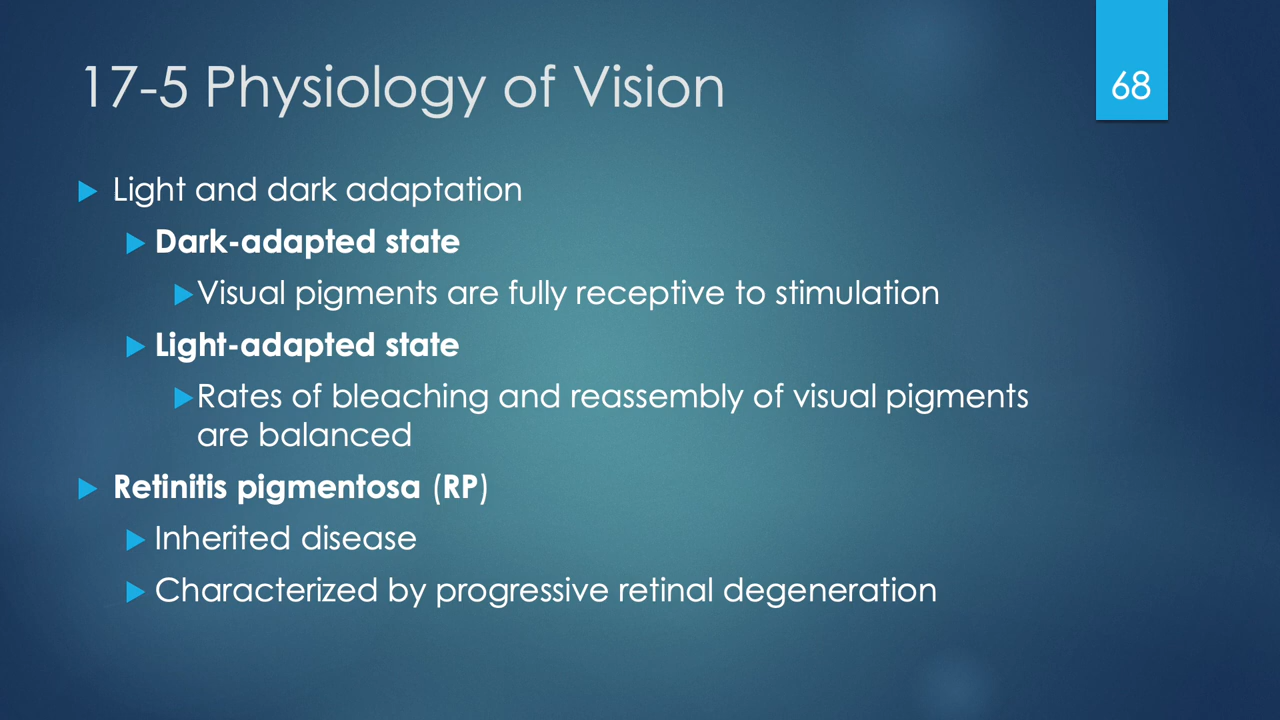 17-5 Physiology of Vision
68
Light and dark adaptation
Dark-adapted state
Visual pigments are fully receptive to stimulation
Light-adapted state
Rates of bleaching and reassembly of visual pigments
are balanced
Retinitis pigmentosa (RP)
Inherited disease
Characterized by progressive retinal degeneration